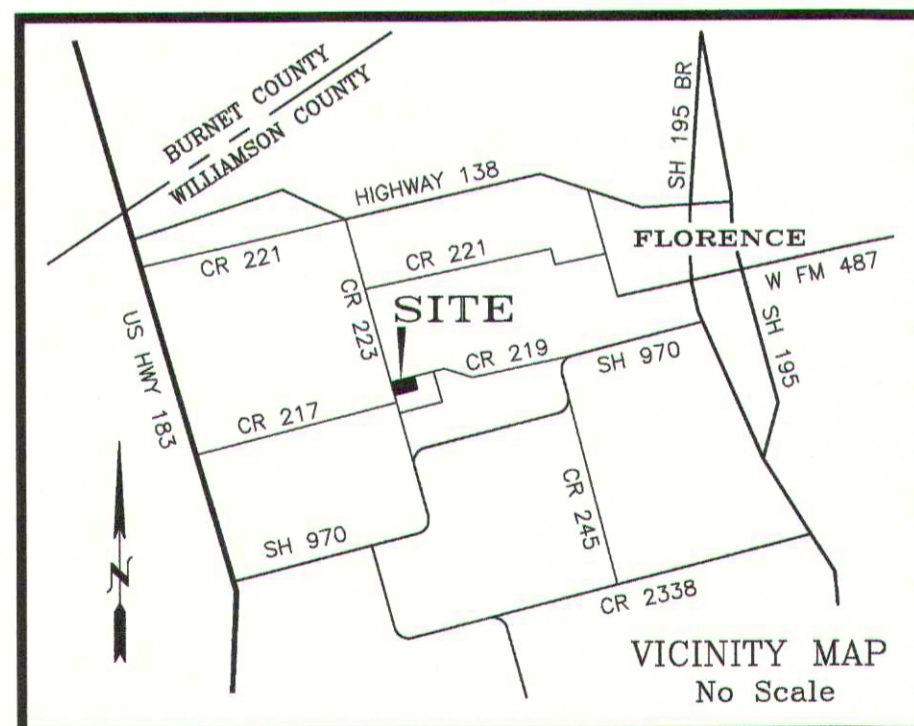 BURNET COUNTY
WILLIAMSON COUNTY
HIGHWAY 138
SH 195 BR
CR 221
CR 221
FLORENCE
W FM 487
US HWY 183
CR 223
SITE
CR 219
SH 970
SH 195
CR 217
CR 245
SH 970
CR 2338
N
VICINITY MAP
No Scale